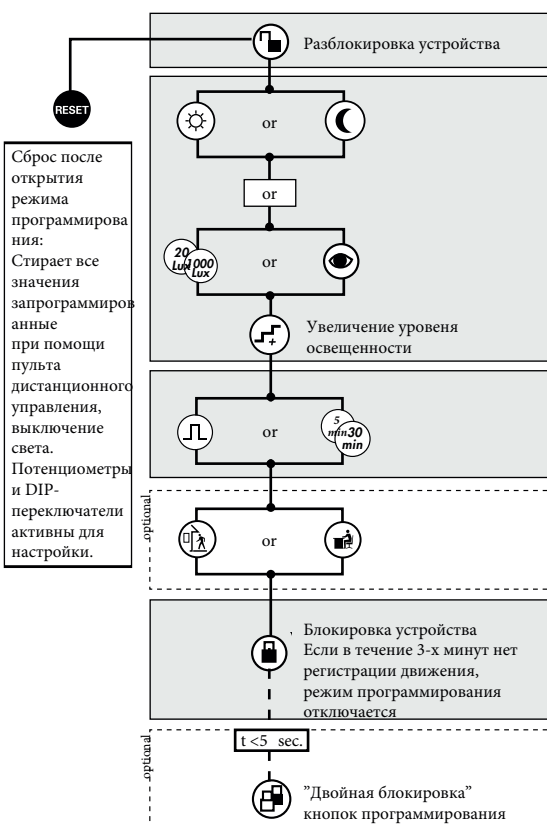 Разблокировка устройства
RESET
or
or
20
Lux
1000
Lux
or
Увеличение уровеня
освещенности
Сброс после
открытия
режима
программирова
ния:
Стирает все
значения
запрограммиров
анные
при помощи
пульта
дистанционного
управления,
выключение
света.
Потенциометры
и DIP-
переключатели
активны для
настройки.
or
5
min
30
min
optional
or
Блокировка устройства
Если в течение 3-х минут нет
регистрации движения,
режим программирования
отключается
optional
t <5 sec.
"Двойная блокировка"
кнопок программирования